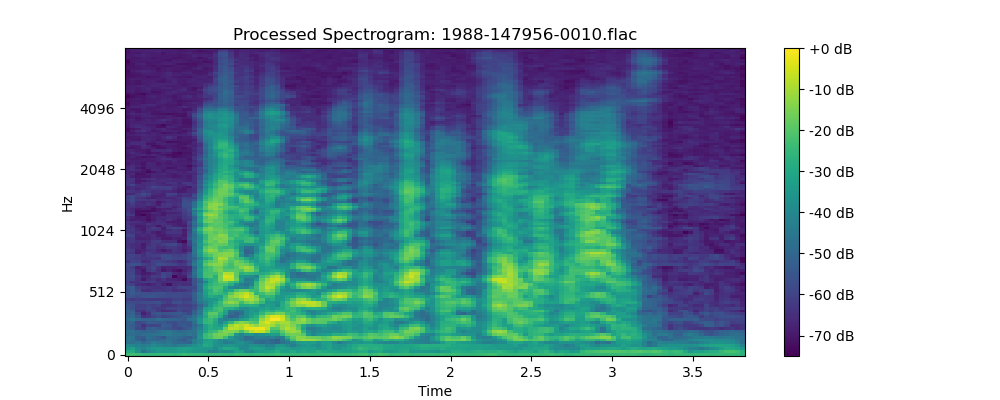 Processed Spectrogram: 1988-147956-0010.flac
+0 dB
-10 dB
-20 dB
-30 dB
-40 dB
-50 dB
-60 dB
-70 dB
4096
2048
1024
512
0
Hz
0 0.5 1 1.5 2 2.5 3 3.5
Time